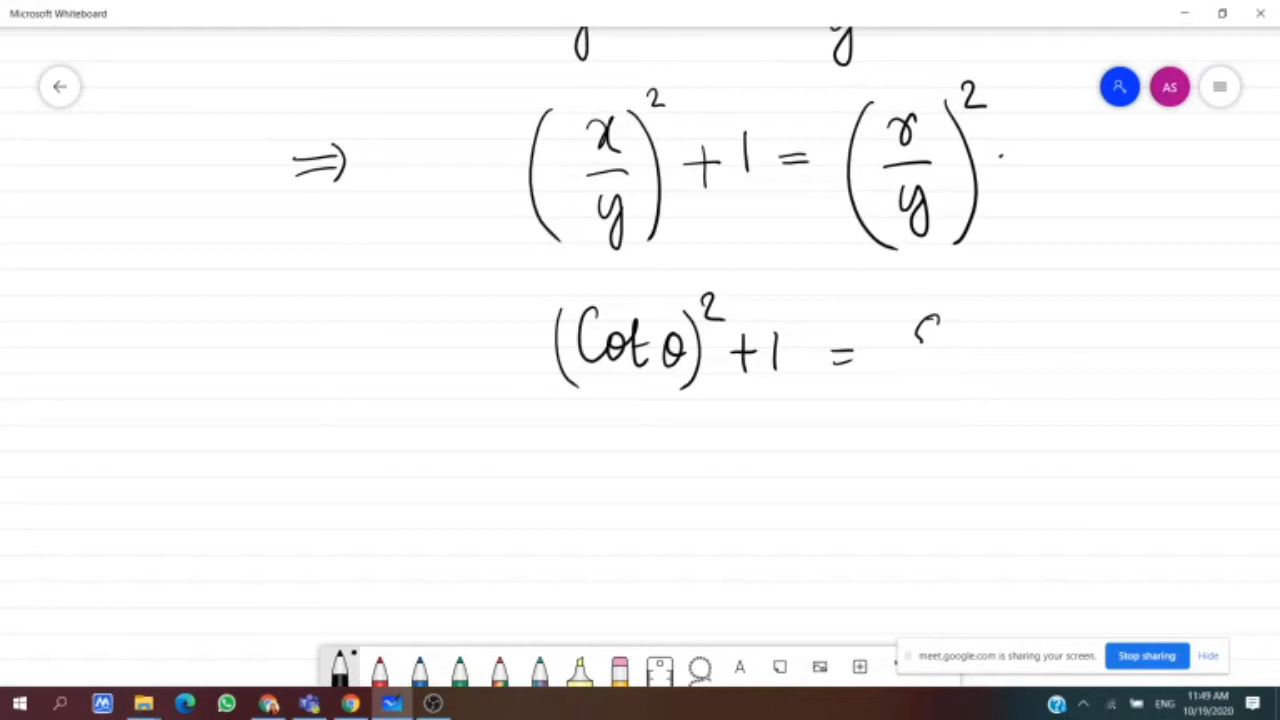 Microsoft Whiteboard
y y
AS
⇒ (x/y)² + 1 = (r/y)² .
(Cot θ)² + 1 =
A
meet.google.com is sharing your screen. Stop sharing Hide
ENG 11:49 AM
10/19/2020